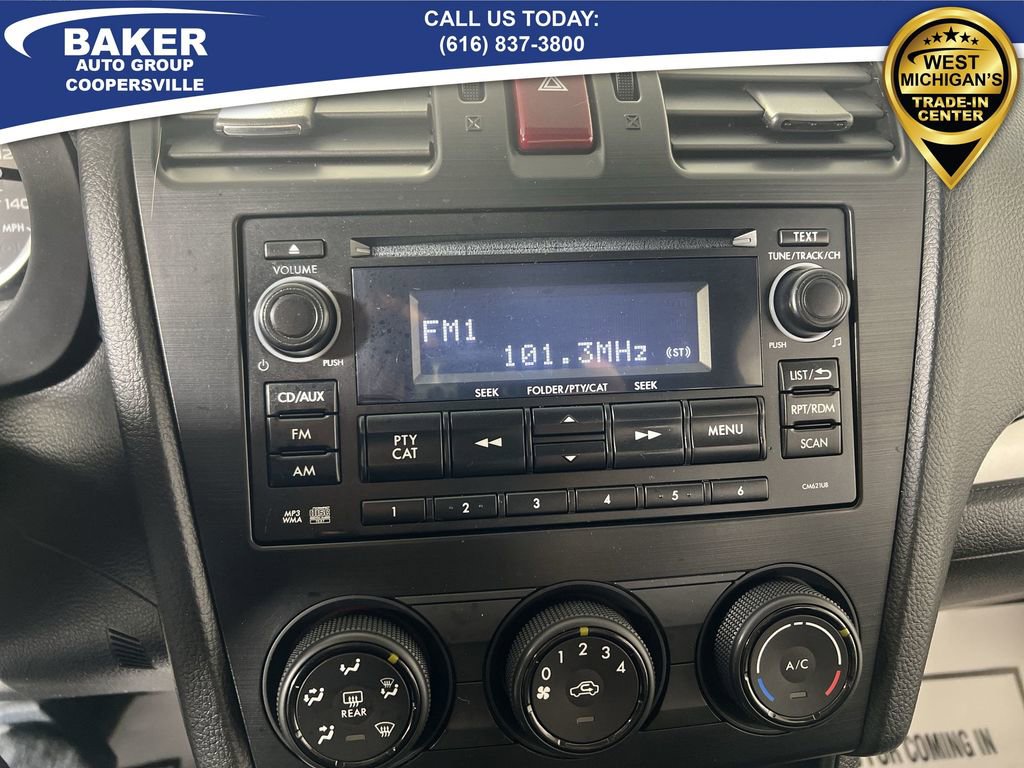 BAKER
AUTO GROUP
COOPERSVILLE
CALL US TODAY:
(616) 837-3800
WEST
MICHIGAN'S
TRADE-IN
CENTER
140
MPH
VOLUME
PUSH
TEXT
TUNE/TRACK/CH
PUSH
FM1
101.3MHz (ST)
SEEK FOLDER/PTY/CAT SEEK
CD/AUX
FM
AM
PTY
CAT
MENU
LIST/
RPT/RDM
SCAN
CM621UB
MP3
WMA
1 2 3 4 5 6
REAR
0 1 2 3 4
A/C
COMING IN